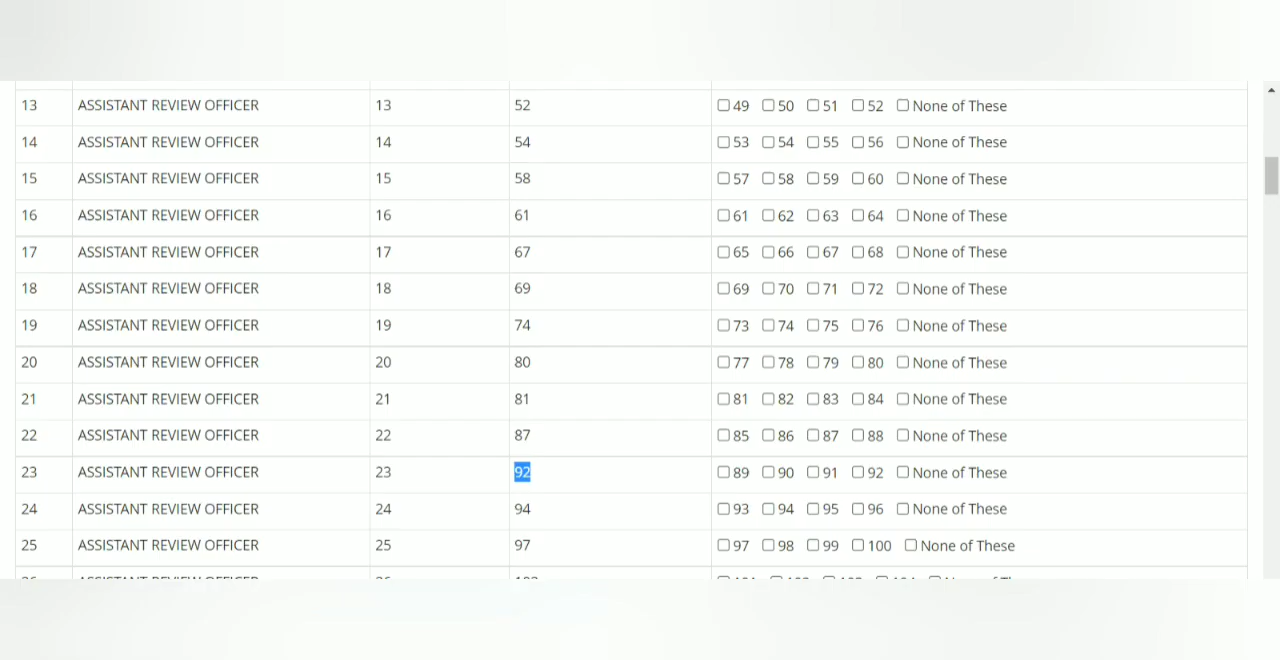 13 ASSISTANT REVIEW OFFICER 13 52 49 50 51 52 None of These
14 ASSISTANT REVIEW OFFICER 14 54 53 54 55 56 None of These
15 ASSISTANT REVIEW OFFICER 15 58 57 58 59 60 None of These
16 ASSISTANT REVIEW OFFICER 16 61 61 62 63 64 None of These
17 ASSISTANT REVIEW OFFICER 17 67 65 66 67 68 None of These
18 ASSISTANT REVIEW OFFICER 18 69 69 70 71 72 None of These
19 ASSISTANT REVIEW OFFICER 19 74 73 74 75 76 None of These
20 ASSISTANT REVIEW OFFICER 20 80 77 78 79 80 None of These
21 ASSISTANT REVIEW OFFICER 21 81 81 82 83 84 None of These
22 ASSISTANT REVIEW OFFICER 22 87 85 86 87 88 None of These
23 ASSISTANT REVIEW OFFICER 23 92 89 90 91 92 None of These
24 ASSISTANT REVIEW OFFICER 24 94 93 94 95 96 None of These
25 ASSISTANT REVIEW OFFICER 25 97 97 98 99 100 None of These